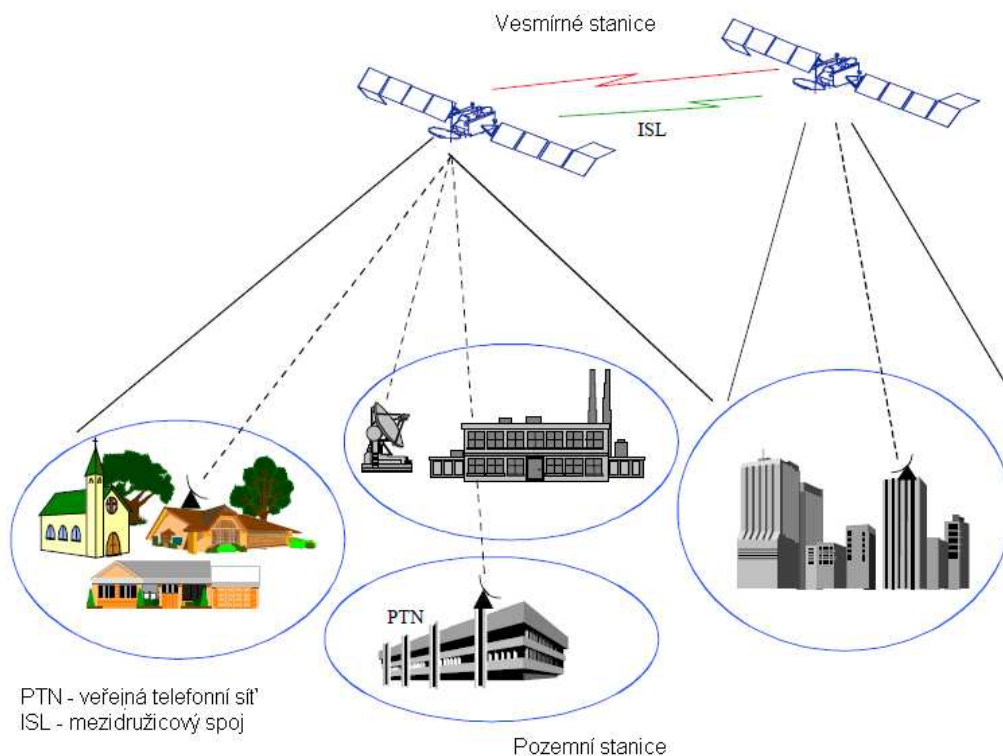 Vesmírné stanice
ISL
PTN
PTN - veřejná telefonní síť
ISL - mezidružicový spoj
Pozemní stanice